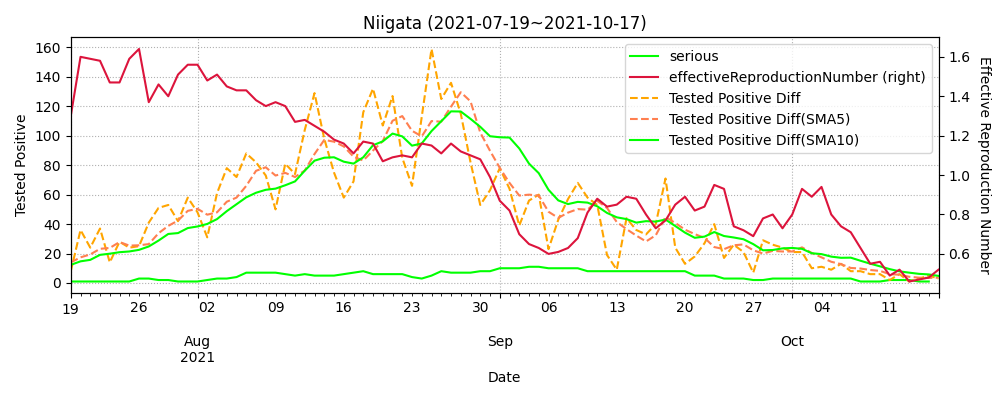 Niigata (2021-07-19~2021-10-17)
serious
effectiveReproductionNumber (right)
Tested Positive Diff
Tested Positive Diff(SMA5)
Tested Positive Diff(SMA10)
Tested Positive
160
140
120
100
80
60
40
20
0
1.6
1.4
1.2
1.0
0.8
0.6
Effective Reproduction Number
19 26 02 09 16 23 30 06 13 20 27 04 11
Aug Sep Oct
2021
Date